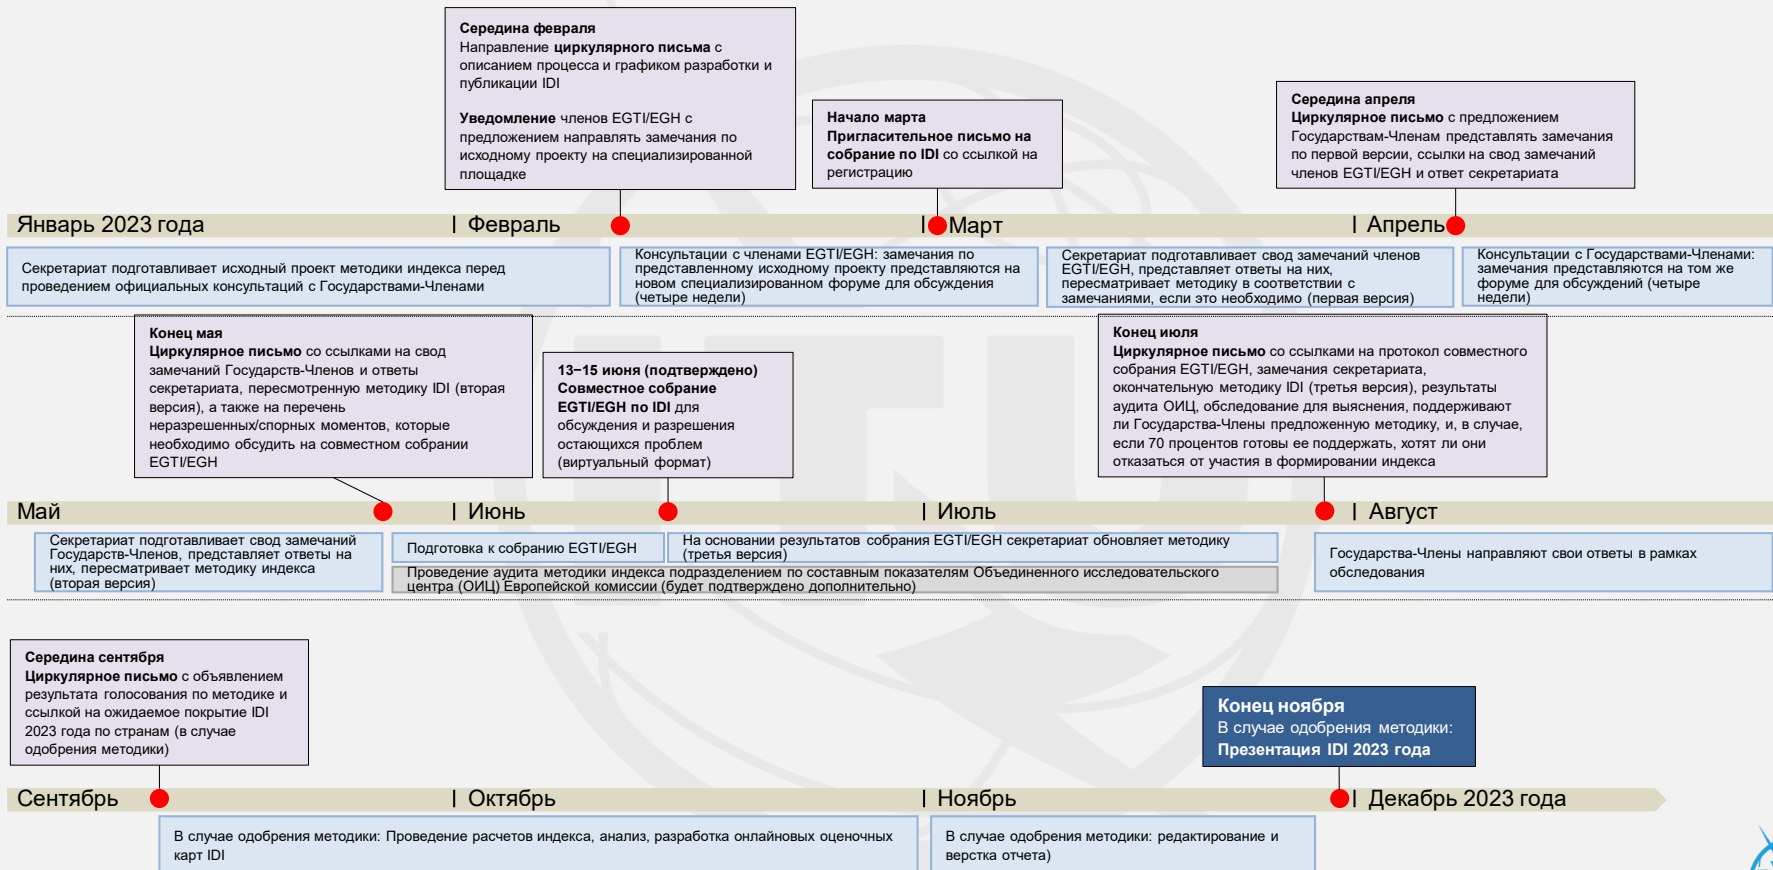 Середина февраля
Направление циркулярного письма с
описанием процесса и графиком разработки и
публикации IDI
Уведомление членов EGTI/EGH с
предложением направлять замечания по
исходному проекту на специализированной
площадке
Начало марта
Пригласительное письмо на
собрание по IDI со ссылкой на
регистрацию
Середина апреля
Циркулярное письмо с предложением
Государствам-Членам представлять замечания
по первой версии, ссылки на свод замечаний
членов EGTI/EGH и ответ секретариата
Январь 2023 года
Февраль
Март
Апрель
Секретариат подготавливает исходный проект методики индекса перед
проведением официальных консультаций с Государствами-Членами
Консультации с членами EGTI/EGH: замечания по
представленному исходному проекту представляются на
новом специализированном форуме для обсуждения
(четыре недели)
Секретариат подготавливает свод замечаний членов
EGTI/EGH, представляет ответы на них,
пересматривает методику в соответствии с
замечаниями, если это необходимо (первая версия)
Консультации с Государствами-Членами:
замечания представляются на том же
форуме для обсуждений (четыре
недели)
Конец мая
Циркулярное письмо со ссылками на свод
замечаний Государств-Членов и ответы
секретариата, пересмотренную методику IDI (вторая
версия), а также на перечень
неразрешенных/спорных моментов, которые
необходимо обсудить на совместном собрании
EGTI/EGH
13−15 июня (подтверждено)
Совместное собрание
EGTI/EGH по IDI для
обсуждения и разрешения
остающихся проблем
(виртуальный формат)
Конец июля
Циркулярное письмо со ссылками на протокол совместного
собрания EGTI/EGH, замечания секретариата,
окончательную методику IDI (третья версия), результаты
аудита ОИЦ, обследование для выяснения, поддерживают
ли Государства-Члены предложенную методику, и, в случае,
если 70 процентов готовы ее поддержать, хотят ли они
отказаться от участия в формировании индекса
Май
Июнь
Июль
Август
Секретариат подготавливает свод замечаний
Государств-Членов, представляет ответы на
них, пересматривает методику индекса
(вторая версия)
Подготовка к собранию EGTI/EGH
На основании результатов собрания EGTI/EGH секретариат обновляет методику
(третья версия)
Проведение аудита методики индекса подразделением по составным показателям Объединенного исследовательского
центра (ОИЦ) Европейской комиссии (будет подтверждено дополнительно)
Государства-Члены направляют свои ответы в рамках
обследования
Середина сентября
Циркулярное письмо с объявлением
результата голосования по методике и
ссылкой на ожидаемое покрытие IDI
2023 года по странам (в случае
одобрения методики)
Конец ноября
В случае одобрения методики:
Презентация IDI 2023 года
Сентябрь
Октябрь
Ноябрь
Декабрь 2023 года
В случае одобрения методики: Проведение расчетов индекса, анализ, разработка онлайновых оценочных
карт IDI
В случае одобрения методики: редактирование и
верстка отчета)
ITU